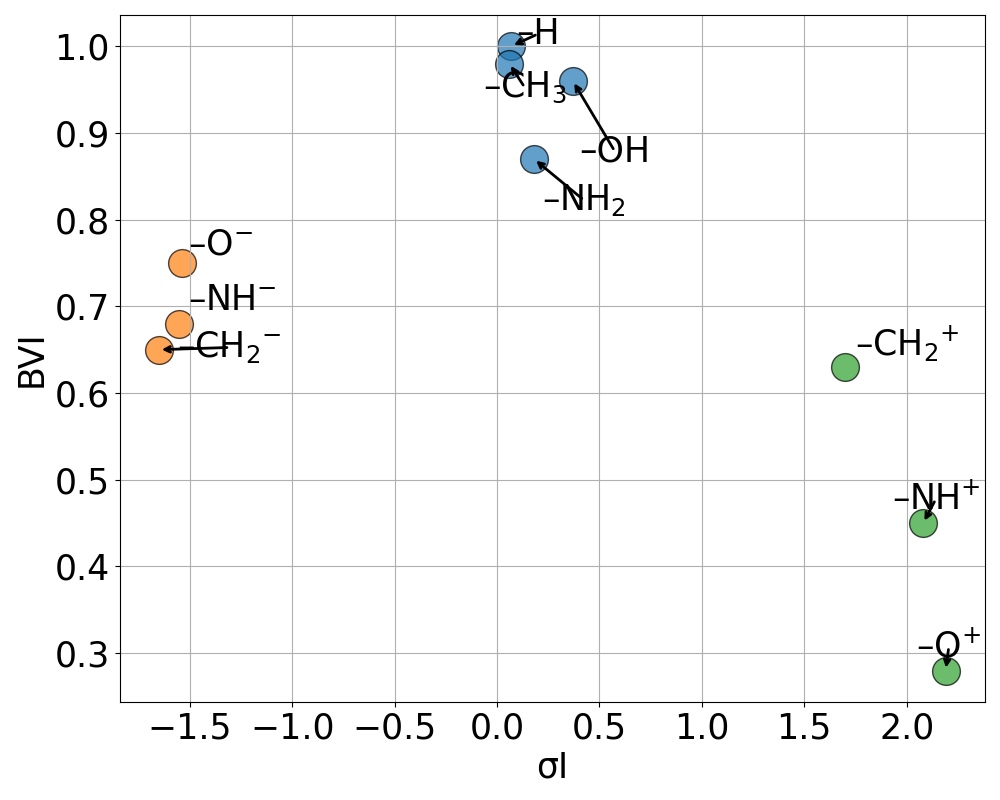 1.0
0.9
0.8
0.7
0.6
0.5
0.4
0.3
BVI
–H
–CH₃
–OH
–NH₂
–O⁻
–NH⁻
–CH₂⁻
–CH₂⁺
–NH⁺
–O⁺
−1.5 −1.0 −0.5 0.0 0.5 1.0 1.5 2.0
σI